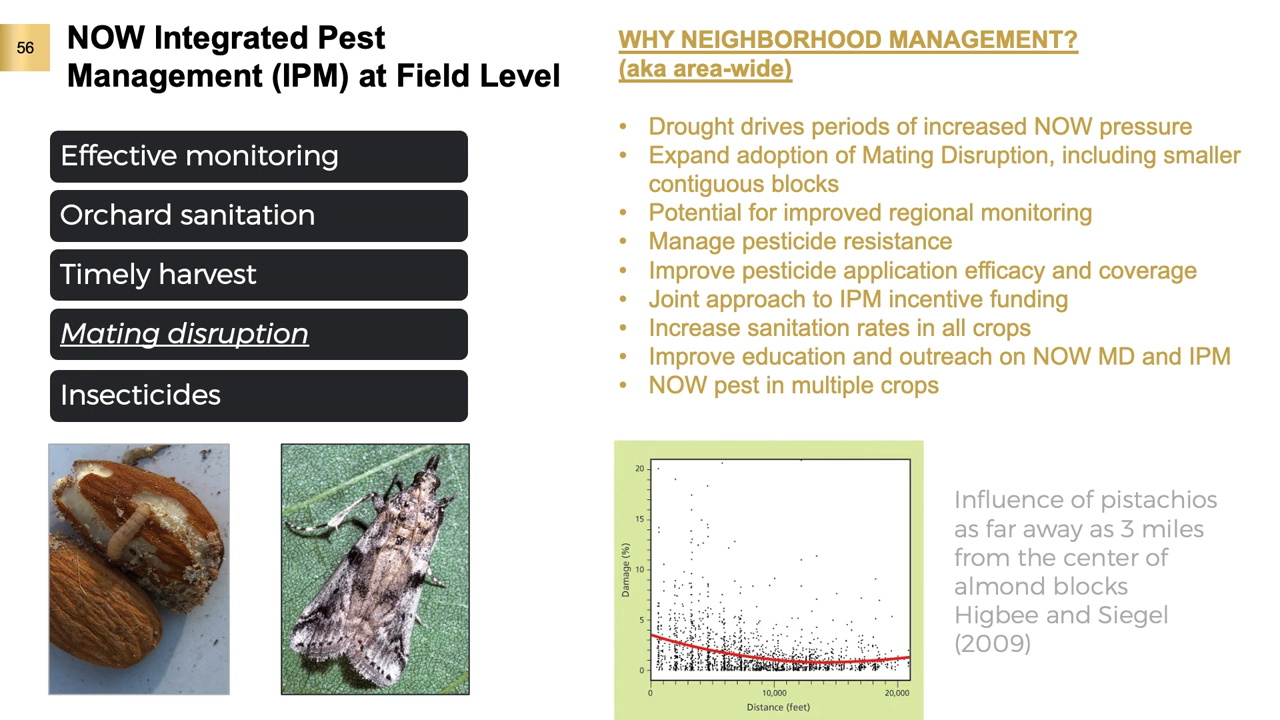 56
NOW Integrated Pest
Management (IPM) at Field Level
Effective monitoring
Orchard sanitation
Timely harvest
Mating disruption
Insecticides
WHY NEIGHBORHOOD MANAGEMENT?
(aka area-wide)
• Drought drives periods of increased NOW pressure
• Expand adoption of Mating Disruption, including smaller
contiguous blocks
• Potential for improved regional monitoring
• Manage pesticide resistance
• Improve pesticide application efficacy and coverage
• Joint approach to IPM incentive funding
• Increase sanitation rates in all crops
• Improve education and outreach on NOW MD and IPM
• NOW pest in multiple crops
20
15
10
5
0
Damage (%)
0 10,000 20,000
Distance (feet)
Influence of pistachios
as far away as 3 miles
from the center of
almond blocks
Higbee and Siegel
(2009)